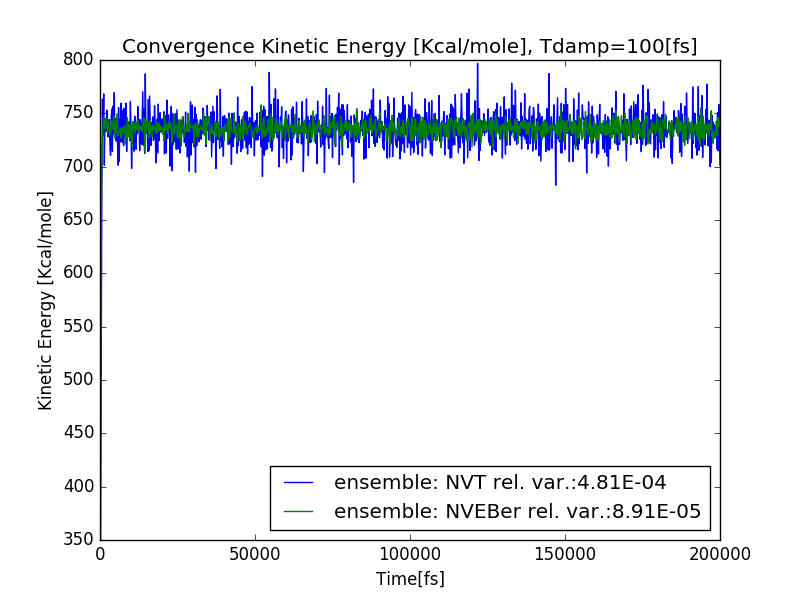 Convergence Kinetic Energy [Kcal/mole], Tdamp=100[fs]
800
750
700
650
600
550
500
450
400
350
Kinetic Energy [Kcal/mole]
ensemble: NVT rel. var.:4.81E-04
ensemble: NVEBer rel. var.:8.91E-05
0 50000 100000 150000 200000
Time[fs]